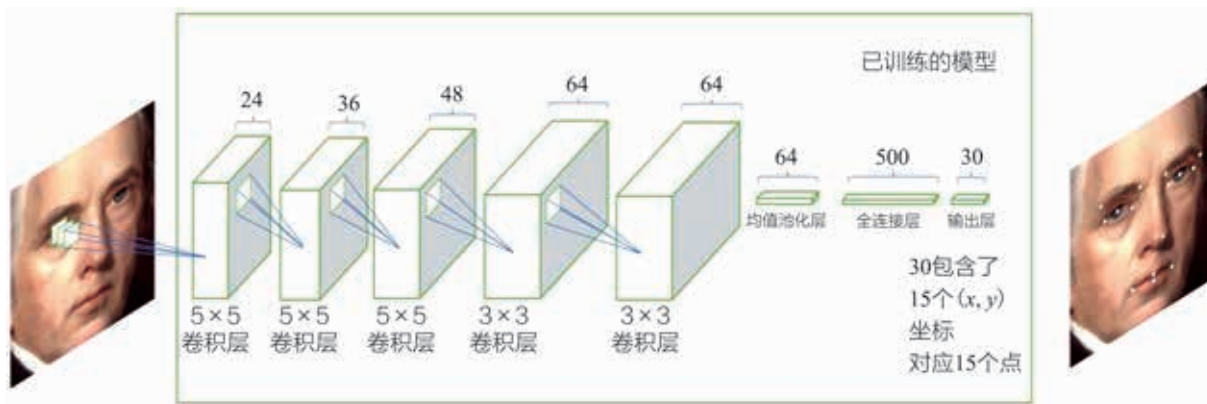 已训练的模型
24 36 48 64 64
64 500 30
均值池化层 全连接层 输出层
5×5 5×5 5×5 3×3 3×3
卷积层 卷积层 卷积层 卷积层 卷积层
30包含了
15个(x, y)
坐标
对应15个点